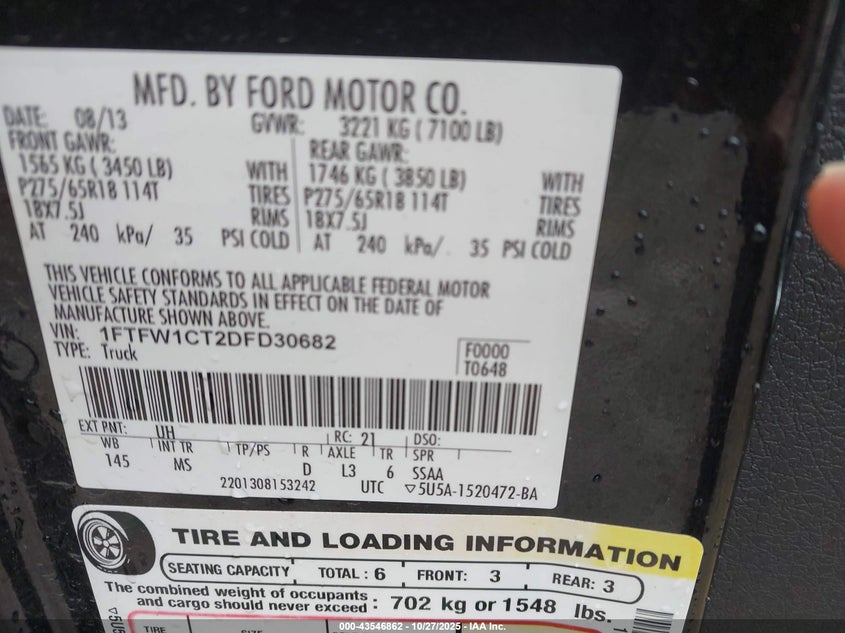 MFD. BY FORD MOTOR CO.
DATE: 08/13 GVWR: 3221 KG ( 7100 LB)
FRONT GAWR: REAR GAWR:
1565 KG ( 3450 LB) WITH 1746 KG ( 3850 LB) WITH
P275/65R18 114T TIRES P275/65R18 114T TIRES
18X7.5J RIMS 18X7.5J RIMS
AT 240 kPa/ 35 PSI COLD AT 240 kPa/. 35 PSI COLD
THIS VEHICLE CONFORMS TO ALL APPLICABLE FEDERAL MOTOR
VEHICLE SAFETY STANDARDS IN EFFECT ON THE DATE OF
MANUFACTURE SHOWN ABOVE.
VIN: 1FTFW1CT2DFD30682
TYPE: Truck
F0000
T0648
EXT PNT: UH RC: 21 DSO:
WB INT TR TP/PS R AXLE TR SPR
145 MS D L3 6 SSAA
2201308153242 UTC ▽5U5A-1520472-BA
TIRE AND LOADING INFORMATION
SEATING CAPACITY TOTAL : 6 FRONT: 3 REAR: 3
The combined weight of occupants
and cargo should never exceed : 702 kg or 1548 lbs.
000-43546862 - 10/27/2025 - IAA Inc.